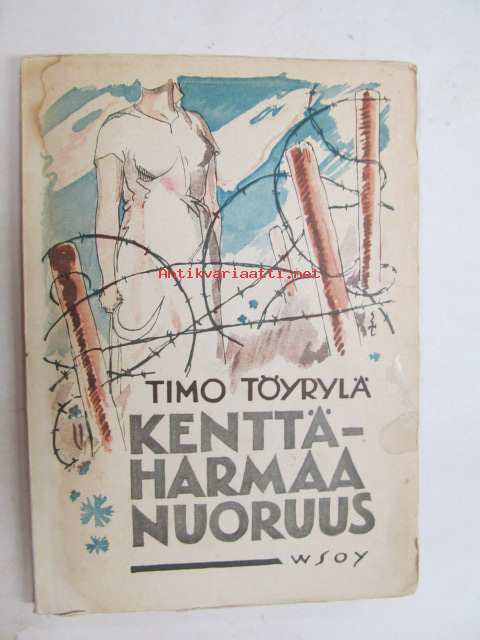 Antikvariaatti.net
TIMO TÖYRYLÄ
KENTTÄ-
HARMAA
NUORUUS
WSOY